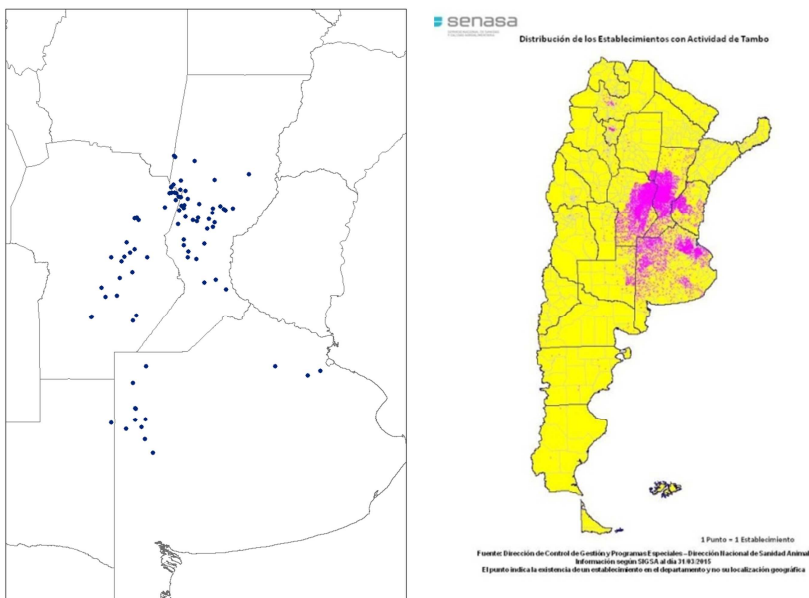 senasa
Distribución de los Establecimientos con Actividad de Tambo
1 Punto = 1 Establecimiento
Fuente: Dirección de Control de Gestión y Programas Especiales – Dirección Nacional de Sanidad Animal
Información según SIGSA al día 31/03/2015
El punto indica la existencia de un establecimiento en el departamento y no su localización geográfica